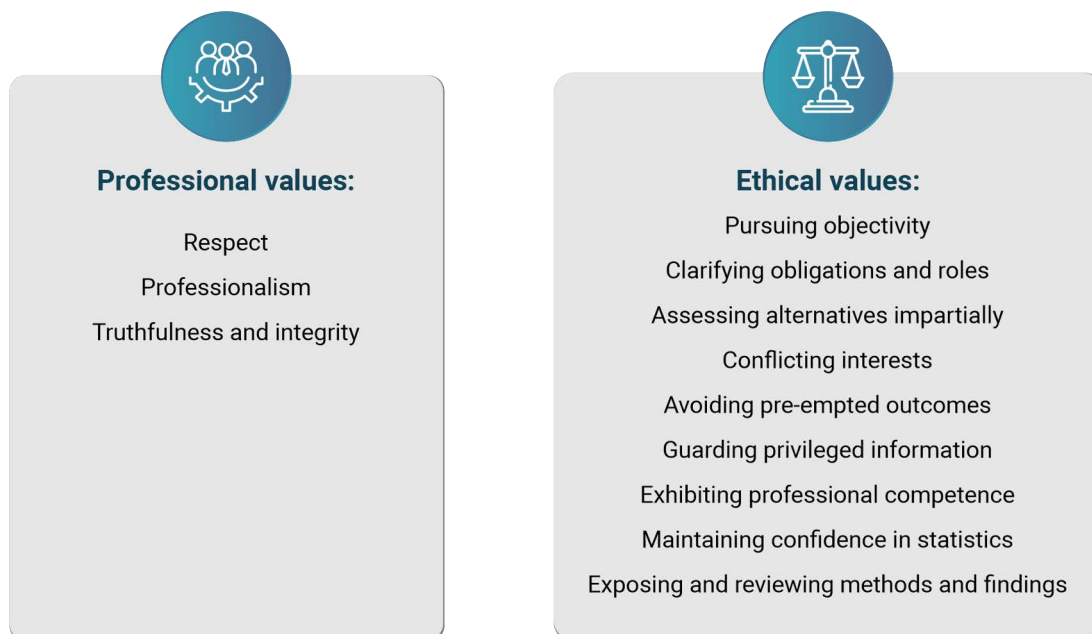 Professional values:
Respect
Professionalism
Truthfulness and integrity
Ethical values:
Pursuing objectivity
Clarifying obligations and roles
Assessing alternatives impartially
Conflicting interests
Avoiding pre-empted outcomes
Guarding privileged information
Exhibiting professional competence
Maintaining confidence in statistics
Exposing and reviewing methods and findings